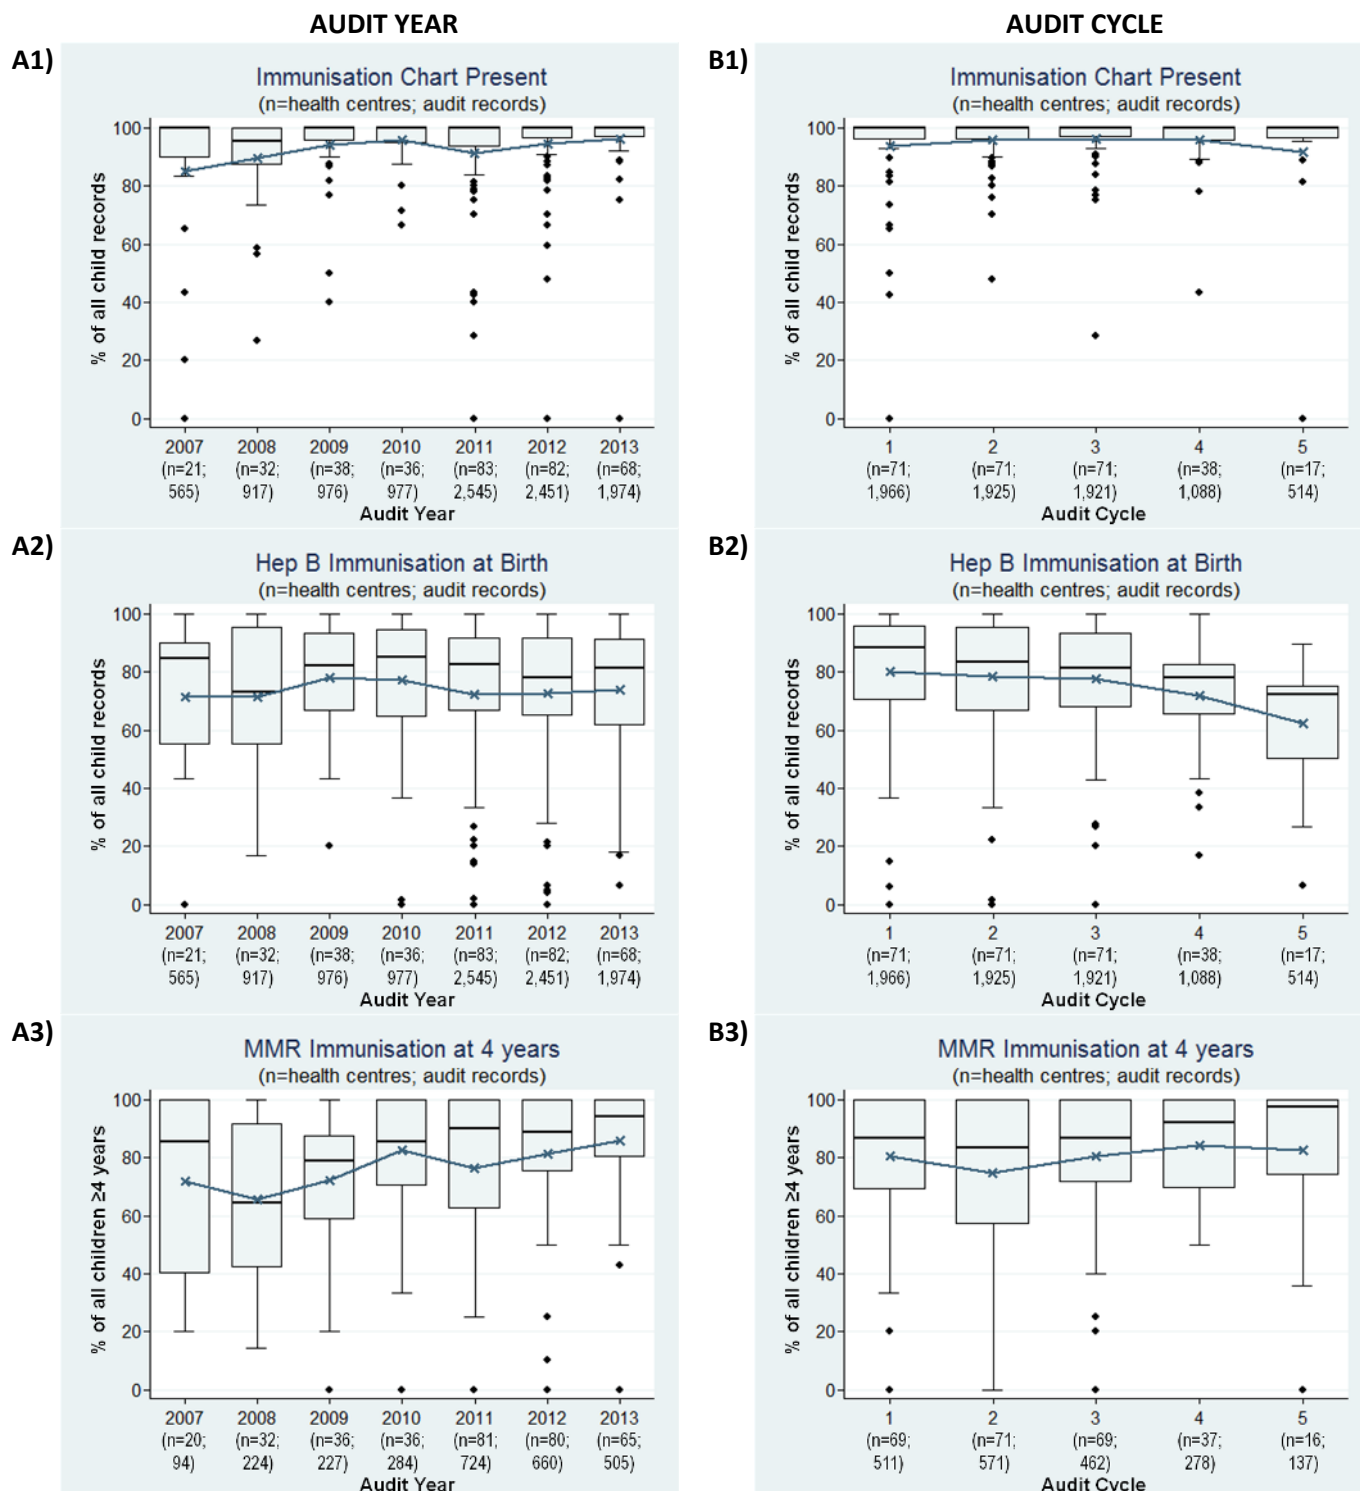 AUDIT YEAR
AUDIT CYCLE
A1)
Immunisation Chart Present
(n=health centres; audit records)
% of all child records
100
80
60
40
20
0
2007 2008 2009 2010 2011 2012 2013
(n=21; (n=32; (n=38; (n=36; (n=83; (n=82; (n=68;
565) 917) 976) 977) 2,545) 2,451) 1,974)
Audit Year
B1)
Immunisation Chart Present
(n=health centres; audit records)
% of all child records
100
80
60
40
20
0
1 2 3 4 5
(n=71; (n=71; (n=71; (n=38; (n=17;
1,966) 1,925) 1,921) 1,088) 514)
Audit Cycle
A2)
Hep B Immunisation at Birth
(n=health centres; audit records)
% of all child records
100
80
60
40
20
0
2007 2008 2009 2010 2011 2012 2013
(n=21; (n=32; (n=38; (n=36; (n=83; (n=82; (n=68;
565) 917) 976) 977) 2,545) 2,451) 1,974)
Audit Year
B2)
Hep B Immunisation at Birth
(n=health centres; audit records)
% of all child records
100
80
60
40
20
0
1 2 3 4 5
(n=71; (n=71; (n=71; (n=38; (n=17;
1,966) 1,925) 1,921) 1,088) 514)
Audit Cycle
A3)
MMR Immunisation at 4 years
(n=health centres; audit records)
% of all children ≥4 years
100
80
60
40
20
0
2007 2008 2009 2010 2011 2012 2013
(n=20; (n=32; (n=36; (n=36; (n=81; (n=80; (n=65;
94) 224) 227) 284) 724) 660) 505)
Audit Year
B3)
MMR Immunisation at 4 years
(n=health centres; audit records)
% of all children ≥4 years
100
80
60
40
20
0
1 2 3 4 5
(n=69; (n=71; (n=69; (n=37; (n=16;
511) 571) 462) 278) 137)
Audit Cycle